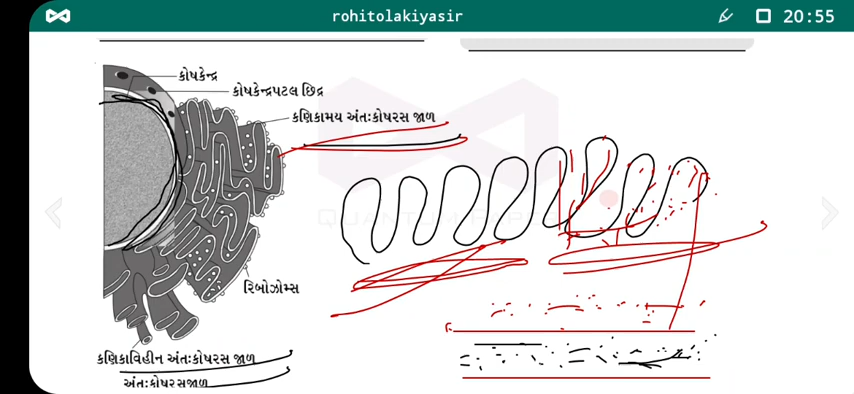 rohitolakiyasir
20:55
કોષકેન્દ્ર
કોષકેન્દ્રપટલ છિદ્ર
કણિકામય અંતઃકોષરસ જાળ
રિબોઝોમ્સ
કણિકાવિહીન અંતઃકોષરસ જાળ
અંતઃકોષરસજાળ